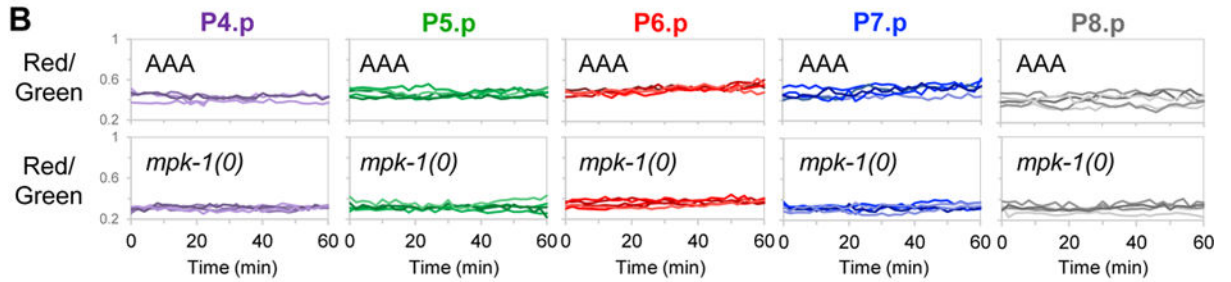 B
P4.p P5.p P6.p P7.p P8.p
Red/
Green
1
0.6
0.2
AAA AAA AAA AAA AAA
Red/
Green
1
0.6
0.2
mpk-1(0) mpk-1(0) mpk-1(0) mpk-1(0) mpk-1(0)
0 20 40 60 0 20 40 60 0 20 40 60 0 20 40 60 0 20 40 60
Time (min) Time (min) Time (min) Time (min) Time (min)